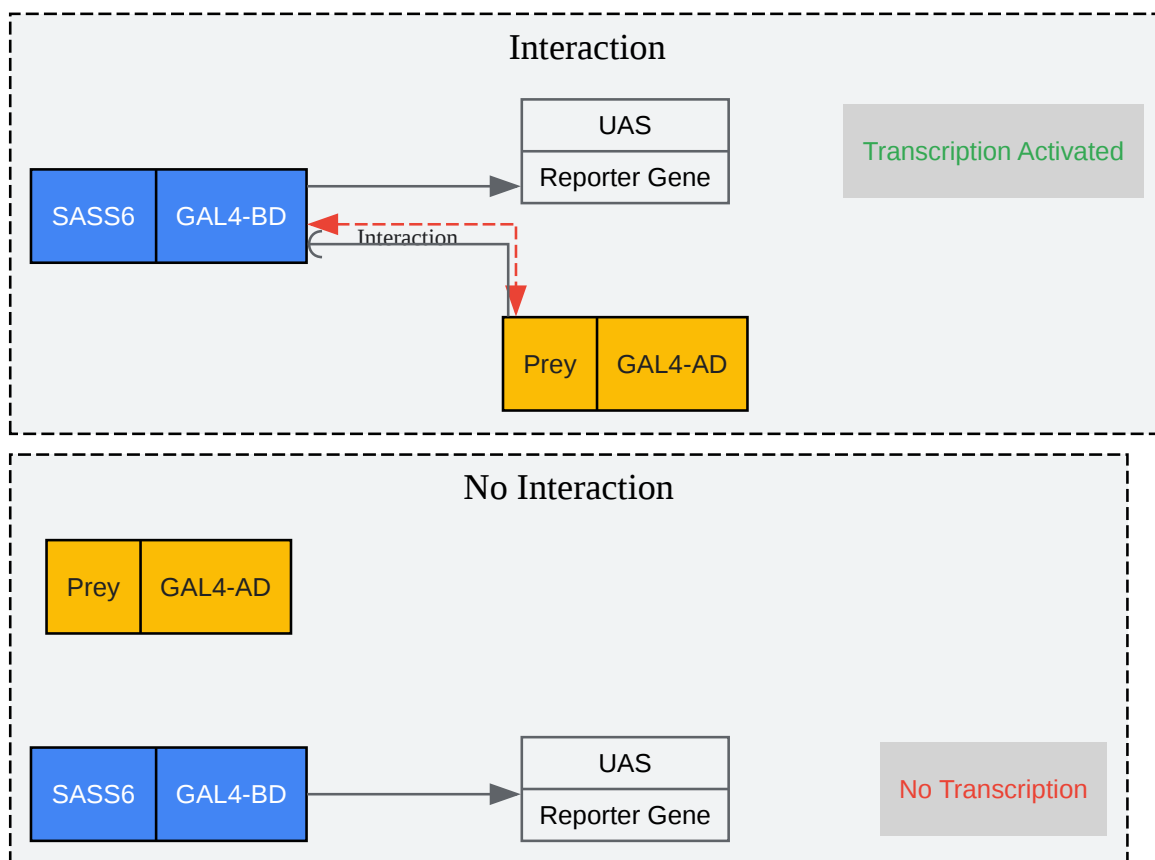 Interaction
UAS
Transcription Activated
Reporter Gene
SASS6 GAL4-BD
Interaction
Prey GAL4-AD
No Interaction
Prey GAL4-AD
UAS
SASS6 GAL4-BD
No Transcription
Reporter Gene